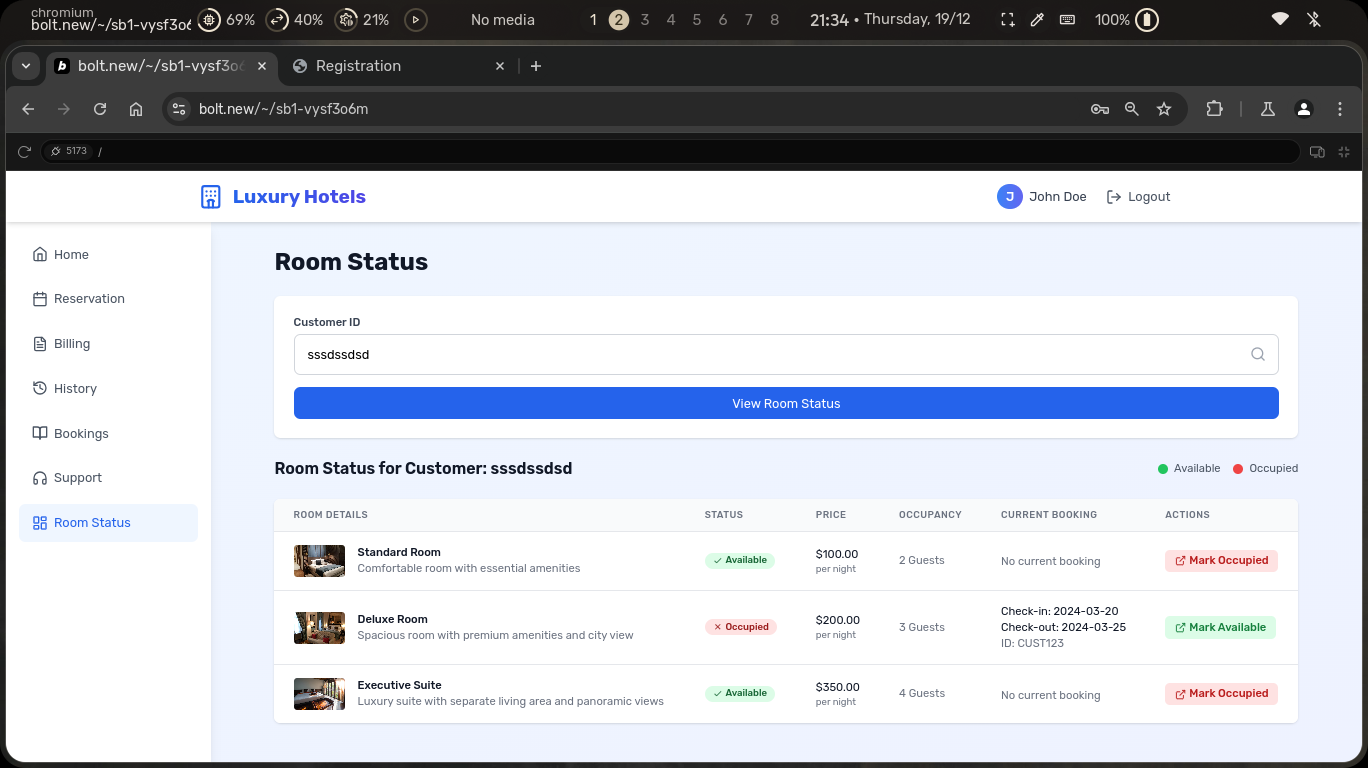 chromium
bolt.new/~/sb1-vysf3o6
69%
40%
21%
No media
1 2 3 4 5 6 7 8
21:34 • Thursday, 19/12
100%
bolt.new/~/sb1-vysf3o6
Registration
bolt.new/~/sb1-vysf3o6m
5173 /
Luxury Hotels
J John Doe
Logout
Home
Reservation
Billing
History
Bookings
Support
Room Status
Room Status
Customer ID
sssdssdsd
View Room Status
Room Status for Customer: sssdssdsd
Available Occupied
ROOM DETAILS STATUS PRICE OCCUPANCY CURRENT BOOKING ACTIONS
Standard Room
Comfortable room with essential amenities
Available
$100.00
per night
2 Guests
No current booking
Mark Occupied
Deluxe Room
Spacious room with premium amenities and city view
Occupied
$200.00
per night
3 Guests
Check-in: 2024-03-20
Check-out: 2024-03-25
ID: CUST123
Mark Available
Executive Suite
Luxury suite with separate living area and panoramic views
Available
$350.00
per night
4 Guests
No current booking
Mark Occupied